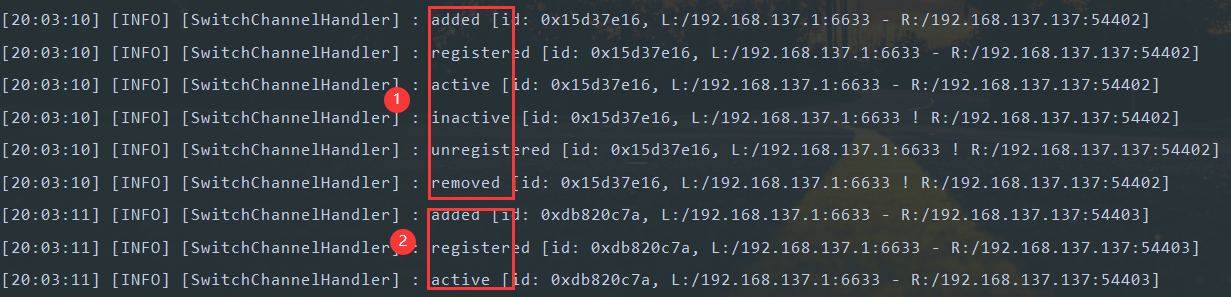 [20:03:10] [INFO] [SwitchChannelHandler] : added [id: 0x15d37e16, L:/192.168.137.1:6633 - R:/192.168.137.137:54402]
[20:03:10] [INFO] [SwitchChannelHandler] : registered [id: 0x15d37e16, L:/192.168.137.1:6633 - R:/192.168.137.137:54402]
[20:03:10] [INFO] [SwitchChannelHandler] : active [id: 0x15d37e16, L:/192.168.137.1:6633 - R:/192.168.137.137:54402]
1
[20:03:10] [INFO] [SwitchChannelHandler] : inactive [id: 0x15d37e16, L:/192.168.137.1:6633 ! R:/192.168.137.137:54402]
[20:03:10] [INFO] [SwitchChannelHandler] : unregistered [id: 0x15d37e16, L:/192.168.137.1:6633 ! R:/192.168.137.137:54402]
[20:03:10] [INFO] [SwitchChannelHandler] : removed [id: 0x15d37e16, L:/192.168.137.1:6633 ! R:/192.168.137.137:54402]
[20:03:11] [INFO] [SwitchChannelHandler] : added [id: 0xdb820c7a, L:/192.168.137.1:6633 - R:/192.168.137.137:54403]
2
[20:03:11] [INFO] [SwitchChannelHandler] : registered [id: 0xdb820c7a, L:/192.168.137.1:6633 - R:/192.168.137.137:54403]
[20:03:11] [INFO] [SwitchChannelHandler] : active [id: 0xdb820c7a, L:/192.168.137.1:6633 - R:/192.168.137.137:54403]